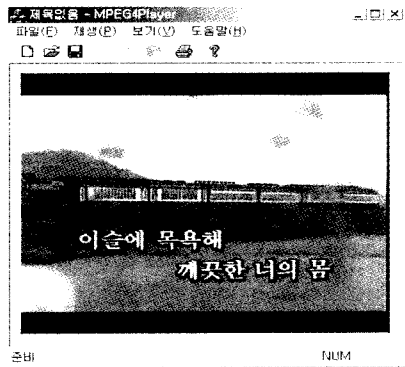 제목없음 - MPEG4Player
파일(F) 재생(P) 보기(V) 도움말(H)
이슬에 목욕해
깨끗한 너의 몸
준비 NUM